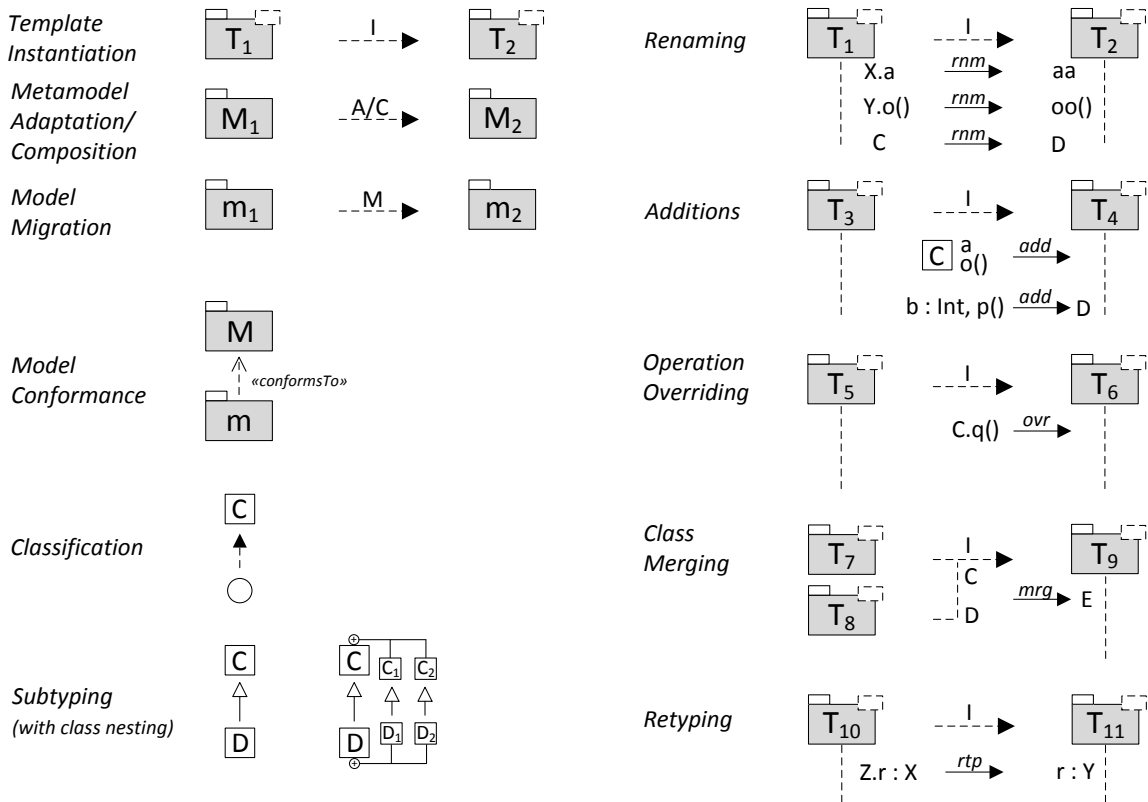 Template
Instantiation
T1
I
T2
Metamodel
Adaptation/
Composition
M1
A/C
M2
Model
Migration
m1
M
m2
Model
Conformance
M
«conformsTo»
m
Classification
C
Subtyping
(with class nesting)
C
D
C
C1
C2
D
D1
D2
Renaming
T1
I
T2
X.a
rnm
aa
Y.o()
rnm
oo()
C
rnm
D
Additions
T3
I
T4
C
a
o()
add
b : Int, p()
add
D
Operation
Overriding
T5
I
T6
C.q()
ovr
Class
Merging
T7
I
T9
C
T8
D
mrg
E
Retyping
T10
I
T11
Z.r : X
rtp
r : Y